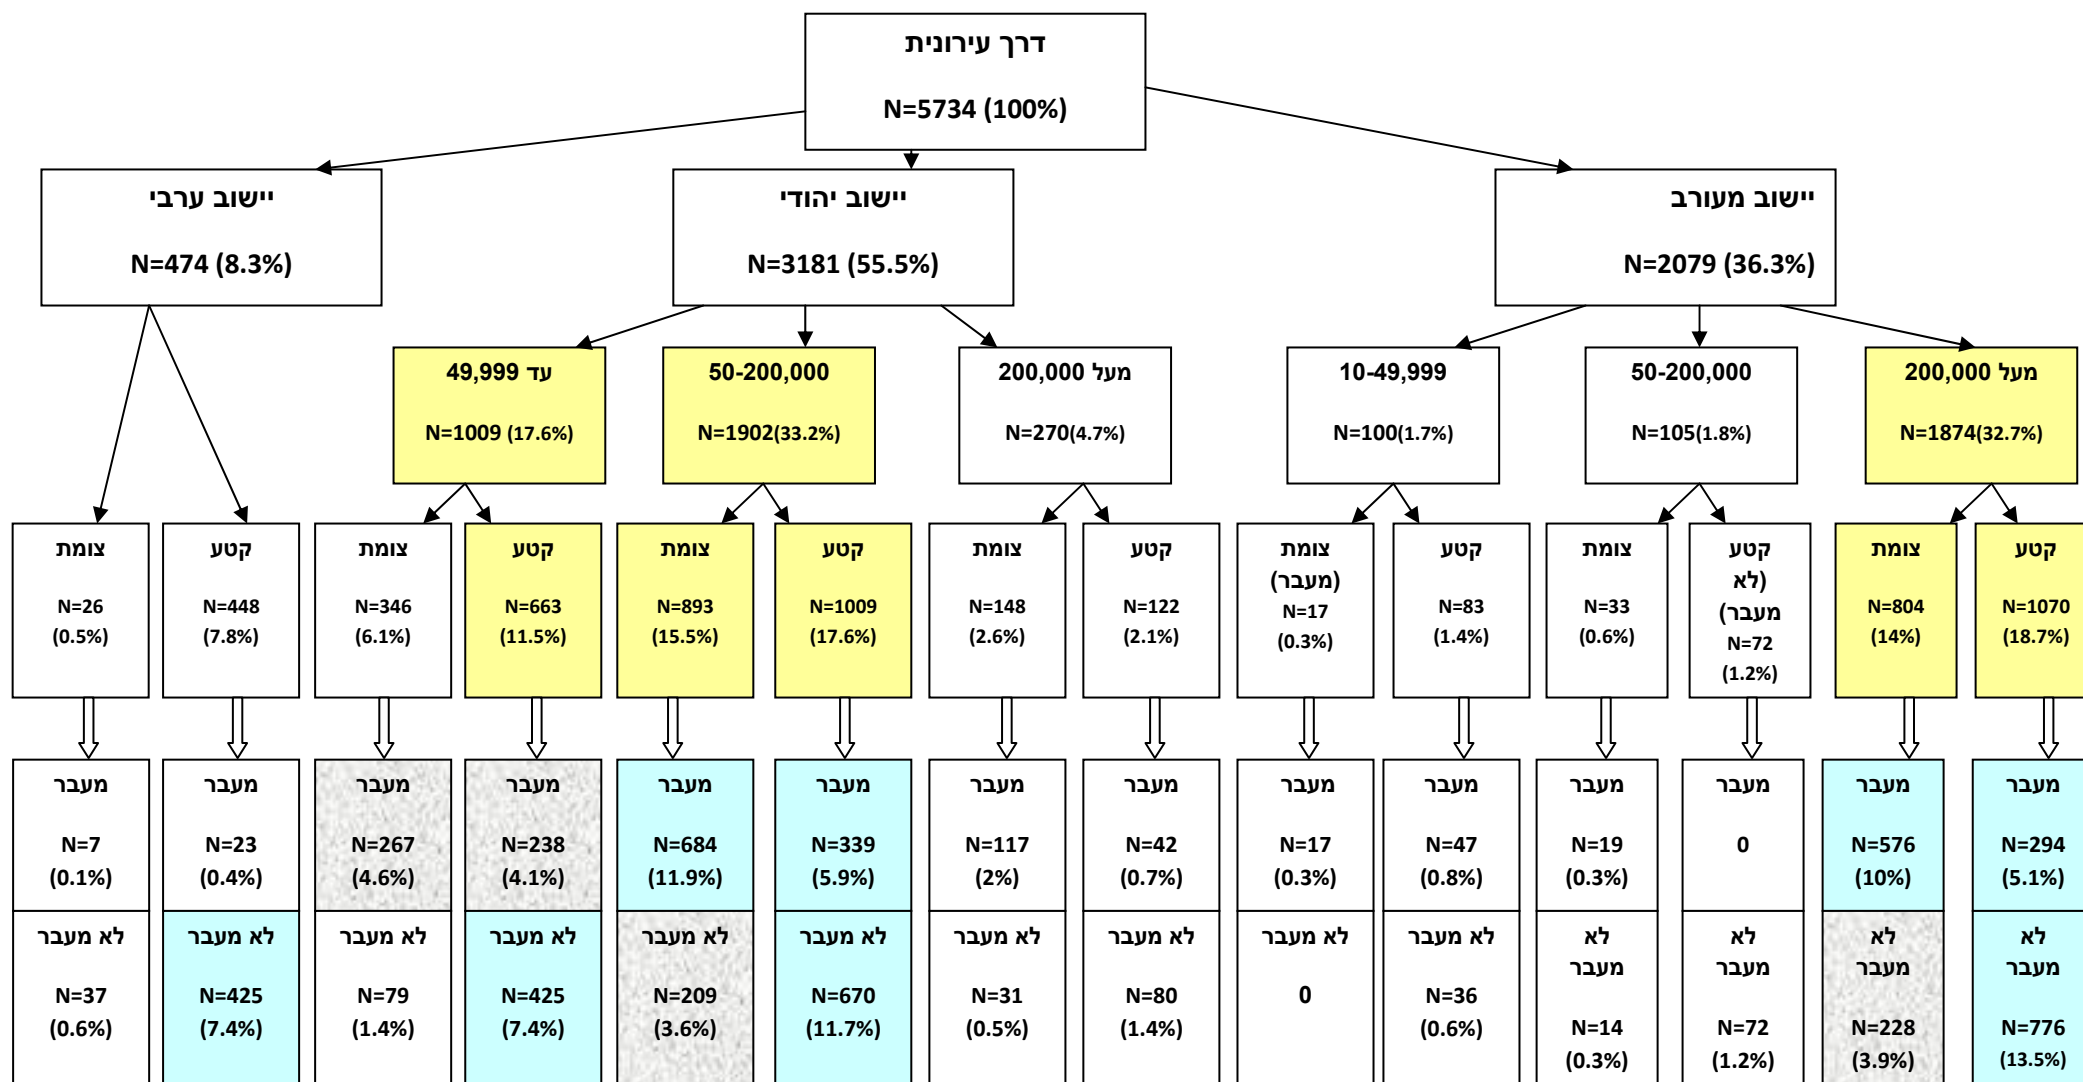 דרך עירונית
N=5734 (100%)
יישוב מעורב
N=2079 (36.3%)
יישוב יהודי
N=3181 (55.5%)
יישוב ערבי
N=474 (8.3%)
מעל 200,000
N=1874(32.7%)
50-200,000
N=105(1.8%)
10-49,999
N=100(1.7%)
מעל 200,000
N=270(4.7%)
50-200,000
N=1902(33.2%)
עד 49,999
N=1009 (17.6%)
קטע
N=1070
(18.7%)
צומת
N=804
(14%)
קטע
(לא
מעבר)
N=72
(1.2%)
צומת
N=33
(0.6%)
קטע
N=83
(1.4%)
צומת
(מעבר)
N=17
(0.3%)
קטע
N=122
(2.1%)
צומת
N=148
(2.6%)
קטע
N=1009
(17.6%)
צומת
N=893
(15.5%)
קטע
N=663
(11.5%)
צומת
N=346
(6.1%)
קטע
N=448
(7.8%)
צומת
N=26
(0.5%)
מעבר
N=294
(5.1%)
מעבר
N=576
(10%)
מעבר
0
מעבר
N=19
(0.3%)
מעבר
N=47
(0.8%)
מעבר
N=17
(0.3%)
מעבר
N=42
(0.7%)
מעבר
N=117
(2%)
מעבר
N=339
(5.9%)
מעבר
N=684
(11.9%)
מעבר
N=238
(4.1%)
מעבר
N=267
(4.6%)
מעבר
N=23
(0.4%)
מעבר
N=7
(0.1%)
לא
מעבר
N=776
(13.5%)
לא
מעבר
N=228
(3.9%)
לא
מעבר
N=72
(1.2%)
לא
מעבר
N=14
(0.3%)
לא מעבר
N=36
(0.6%)
לא מעבר
0
לא מעבר
N=80
(1.4%)
לא מעבר
N=31
(0.5%)
לא מעבר
N=670
(11.7%)
לא מעבר
N=209
(3.6%)
לא מעבר
N=425
(7.4%)
לא מעבר
N=79
(1.4%)
לא מעבר
N=425
(7.4%)
לא מעבר
N=37
(0.6%)